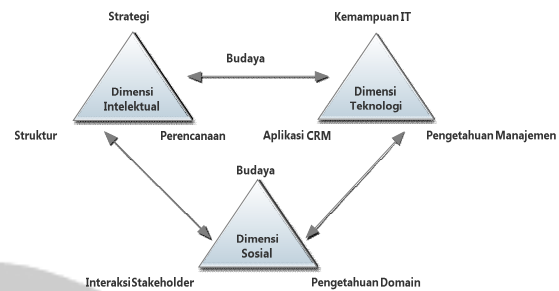 Strategi
Kemampuan IT
Budaya
Dimensi
Intelektual
Dimensi
Teknologi
Struktur
Perencanaan
Aplikasi CRM
Pengetahuan Manajemen
Budaya
Dimensi
Sosial
Interaksi Stakeholder
Pengetahuan Domain